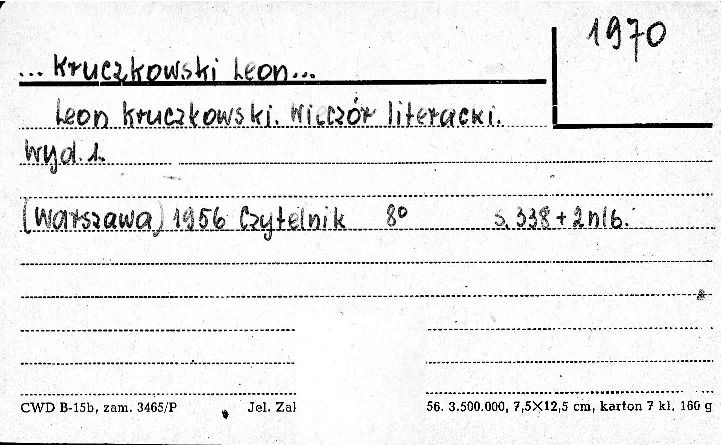 1970
... Kruczkowski Leon...
Leon Kruczkowski. Wieczór literacki.
Wyd. 1.
(Warszawa) 1956 Czytelnik 8° s. 338 + 2 nlb.
CWD B-15b, zam. 3465/P Jel. Zal 56. 3.500.000, 7,5×12,5 cm, karton 7 kl. 160 g